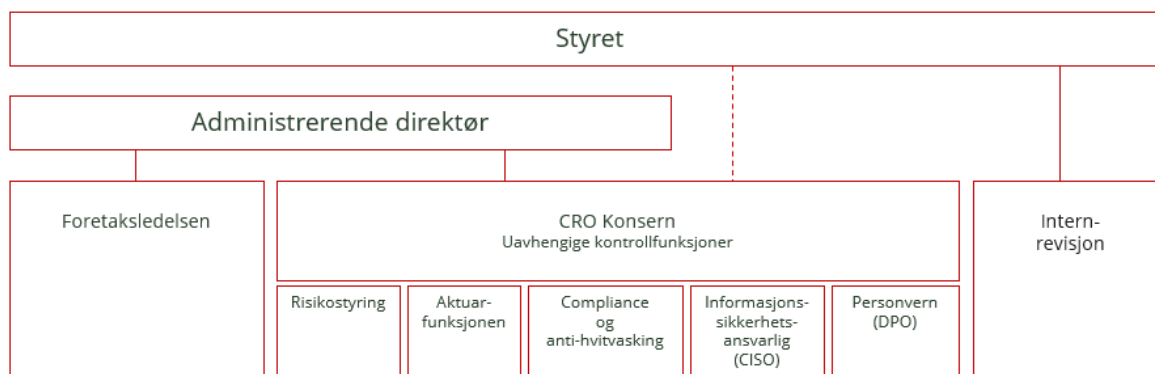 Styret
Administrerende direktør
Foretaksledelsen
CRO Konsern
Uavhengige kontrollfunksjoner
Intern-
revisjon
Risikostyring
Aktuar-
funksjonen
Compliance
og
anti-hvitvasking
Informasjons-
sikkerhets-
ansvarlig
(CISO)
Personvern
(DPO)